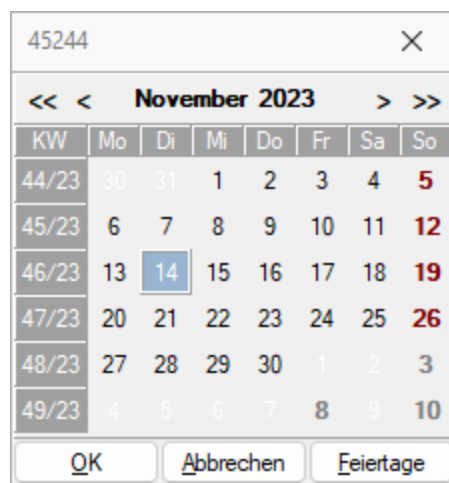 45244
<< < November 2023 > >>
KW Mo Di Mi Do Fr Sa So
44/23 30 31 1 2 3 4 5
45/23 6 7 8 9 10 11 12
46/23 13 14 15 16 17 18 19
47/23 20 21 22 23 24 25 26
48/23 27 28 29 30 1 2 3
49/23 4 5 6 7 8 9 10
OK Abbrechen Feiertage